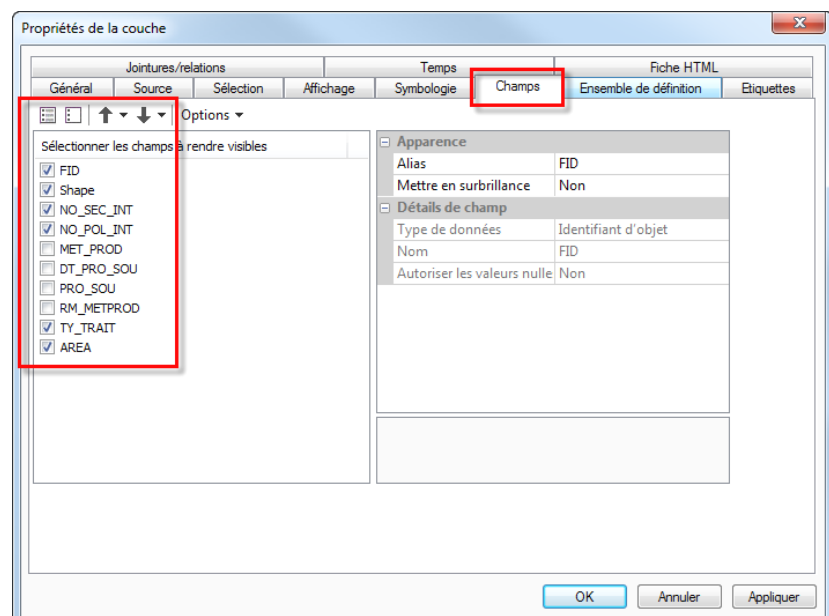 Propriétés de la couche
Jointures/relations Temps Fiche HTML
Général Source Sélection Affichage Symbologie Champs Ensemble de définition Etiquettes
Options
Sélectionner les champs à rendre visibles
FID
Shape
NO_SEC_INT
NO_POL_INT
MET_PROD
DT_PRO_SOU
PRO_SOU
RM_METPROD
TY_TRAIT
AREA
Apparence
Alias FID
Mettre en surbrillance Non
Détails de champ
Type de données Identifiant d'objet
Nom FID
Autoriser les valeurs nulle Non
OK Annuler Appliquer